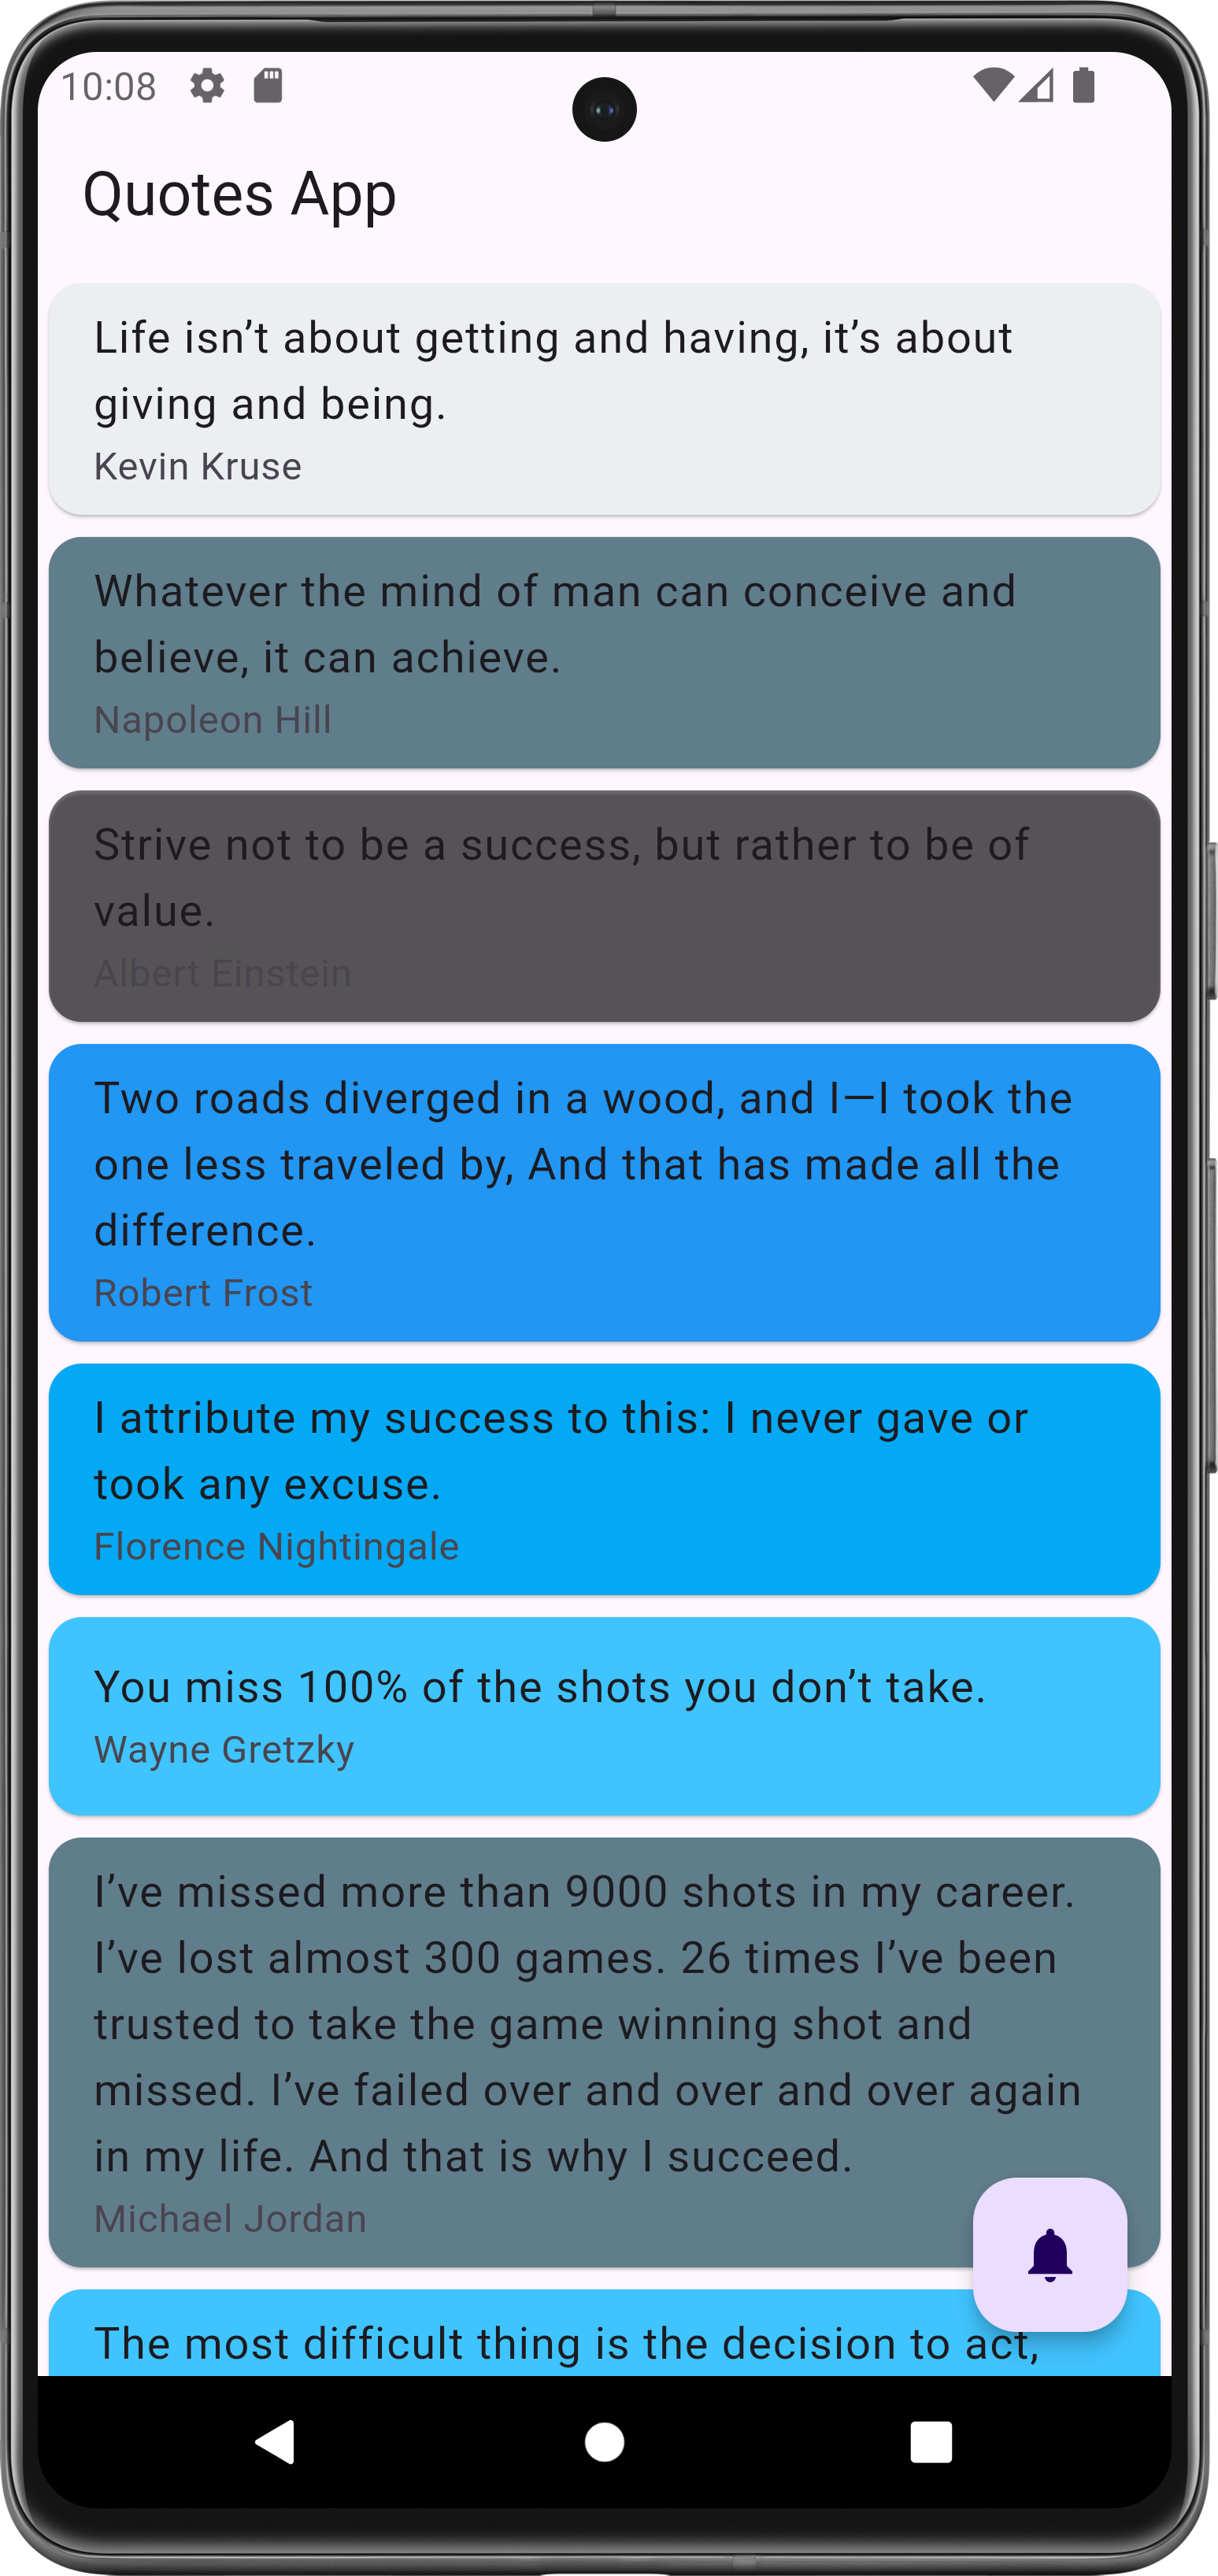 10:08
Quotes App
Life isn’t about getting and having, it’s about
giving and being.
Kevin Kruse
Whatever the mind of man can conceive and
believe, it can achieve.
Napoleon Hill
Strive not to be a success, but rather to be of
value.
Albert Einstein
Two roads diverged in a wood, and I—I took the
one less traveled by, And that has made all the
difference.
Robert Frost
I attribute my success to this: I never gave or
took any excuse.
Florence Nightingale
You miss 100% of the shots you don’t take.
Wayne Gretzky
I’ve missed more than 9000 shots in my career.
I’ve lost almost 300 games. 26 times I’ve been
trusted to take the game winning shot and
missed. I’ve failed over and over and over again
in my life. And that is why I succeed.
Michael Jordan
The most difficult thing is the decision to act,